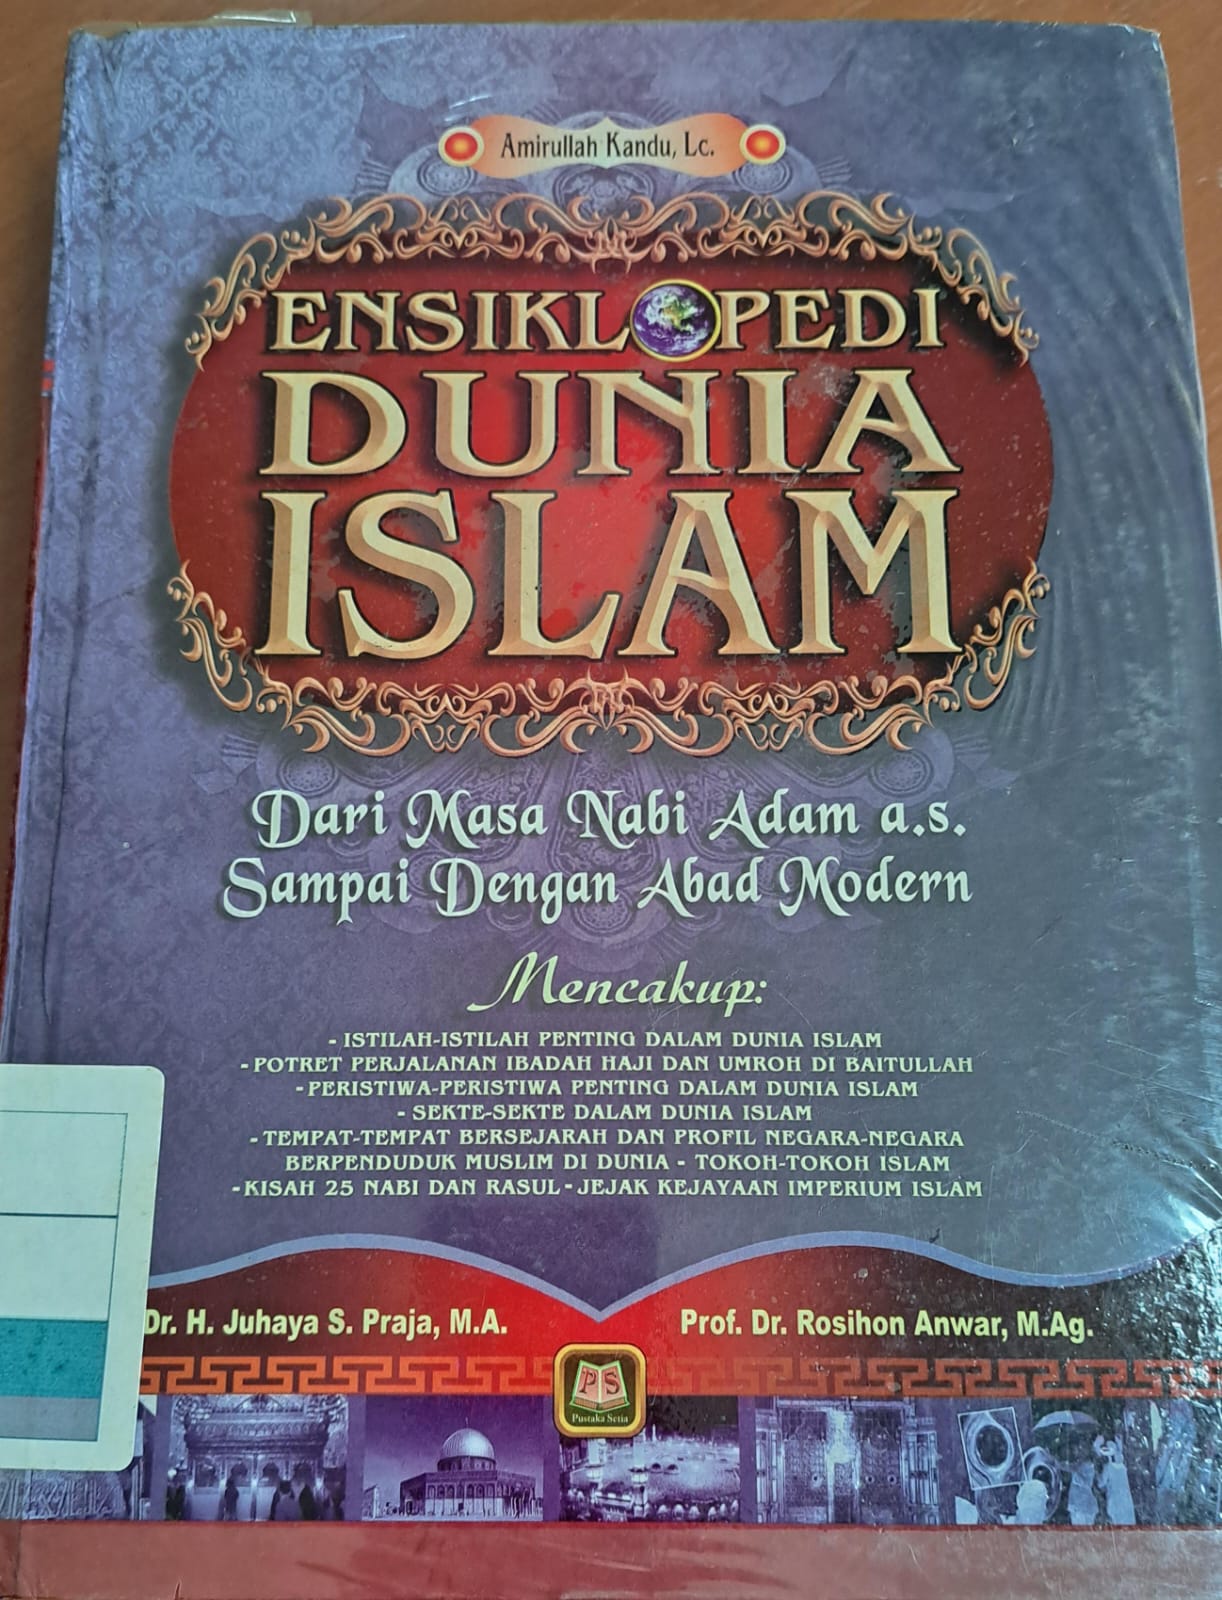 Amirullah Kandu, Lc.
ENSIKLOPEDI
DUNIA
ISLAM
Dari Masa Nabi Adam a.s.
Sampai Dengan Abad Modern
Mencakup:
- ISTILAH-ISTILAH PENTING DALAM DUNIA ISLAM
- POTRET PERJALANAN IBADAH HAJI DAN UMROH DI BAITULLAH
- PERISTIWA-PERISTIWA PENTING DALAM DUNIA ISLAM
- SEKTE-SEKTE DALAM DUNIA ISLAM
- TEMPAT-TEMPAT BERSEJARAH DAN PROFIL NEGARA-NEGARA
BERPENDUDUK MUSLIM DI DUNIA - TOKOH-TOKOH ISLAM
- KISAH 25 NABI DAN RASUL - JEJAK KEJAYAAN IMPERIUM ISLAM
Dr. H. Juhaya S. Praja, M.A.
Prof. Dr. Rosihon Anwar, M.Ag.
PS
Pustaka Setia